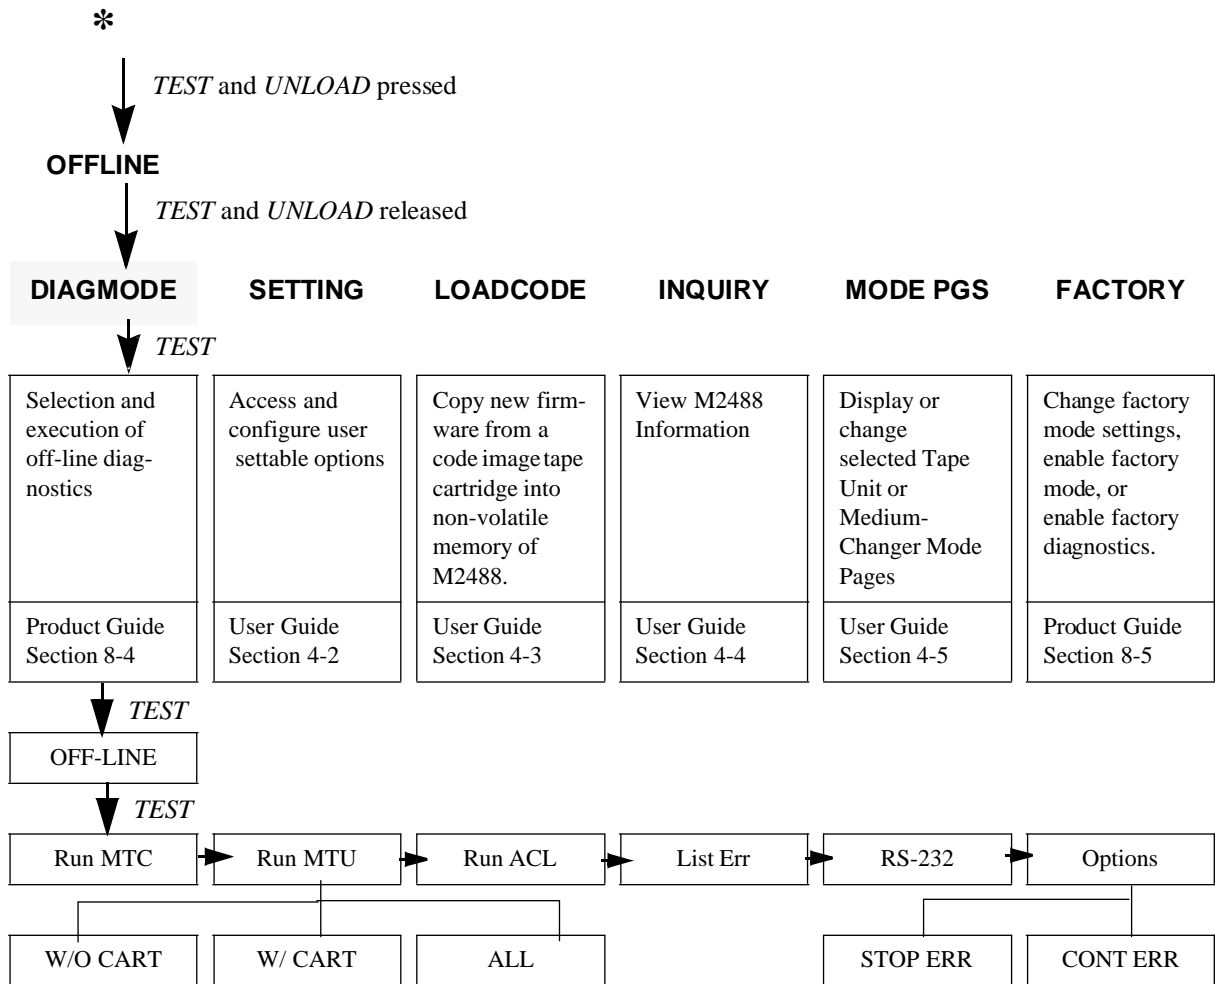 *
TEST and UNLOAD pressed
OFFLINE
TEST and UNLOAD released
DIAGMODE SETTING LOADCODE INQUIRY MODE PGS FACTORY
TEST
Selection and
execution of
off-line diag-
nostics
Access and
configure user
settable options
Copy new firm-
ware from a
code image tape
cartridge into
non-volatile
memory of
M2488.
View M2488
Information
Display or
change
selected Tape
Unit or
Medium-
Changer Mode
Pages
Change factory
mode settings,
enable factory
mode, or
enable factory
diagnostics.
Product Guide
Section 8-4
User Guide
Section 4-2
User Guide
Section 4-3
User Guide
Section 4-4
User Guide
Section 4-5
Product Guide
Section 8-5
TEST
OFF-LINE
TEST
Run MTC Run MTU Run ACL List Err RS-232 Options
W/O CART W/ CART ALL STOP ERR CONT ERR